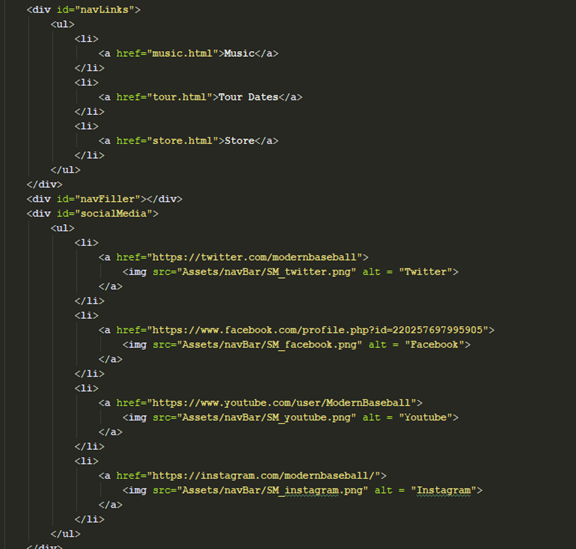 <div id="navLinks">
<ul>
<li>
<a href="music.html">Music</a>
</li>
<li>
<a href="tour.html">Tour Dates</a>
</li>
<li>
<a href="store.html">Store</a>
</li>
</ul>
</div>
<div id="navFiller"></div>
<div id="socialMedia">
<ul>
<li>
<a href="https://twitter.com/modernbaseball">
<img src="Assets/navBar/SM_twitter.png" alt = "Twitter">
</a>
</li>
<li>
<a href="https://www.facebook.com/profile.php?id=220257697995905">
<img src="Assets/navBar/SM_facebook.png" alt = "Facebook">
</a>
</li>
<li>
<a href="https://www.youtube.com/user/ModernBaseball">
<img src="Assets/navBar/SM_youtube.png" alt = "Youtube">
</a>
</li>
<li>
<a href="https://instagram.com/modernbaseball/">
<img src="Assets/navBar/SM_instagram.png" alt = "Instagram">
</a>
</li>
</ul>
</div>